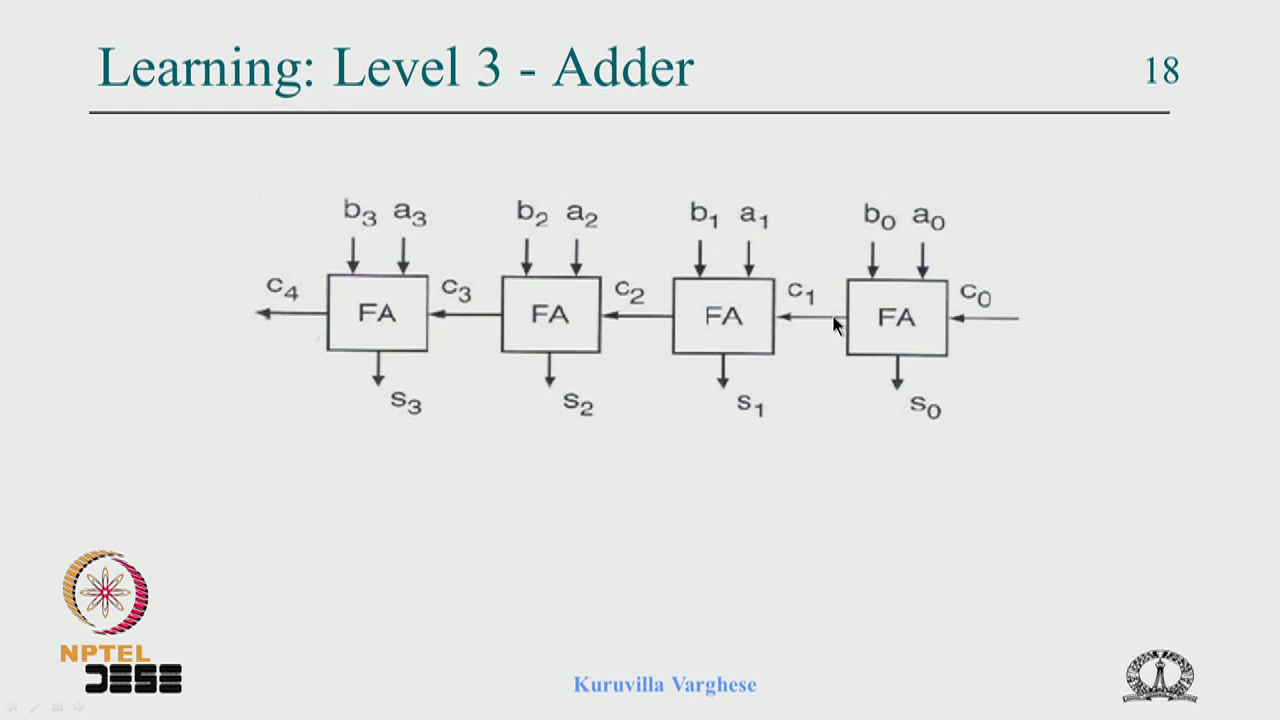 Learning: Level 3 - Adder
18
b3 a3 b2 a2 b1 a1 b0 a0
c4 c3 c2 c1 c0
FA FA FA FA
s3 s2 s1 s0
NPTEL
DESE
Kuruvilla Varghese